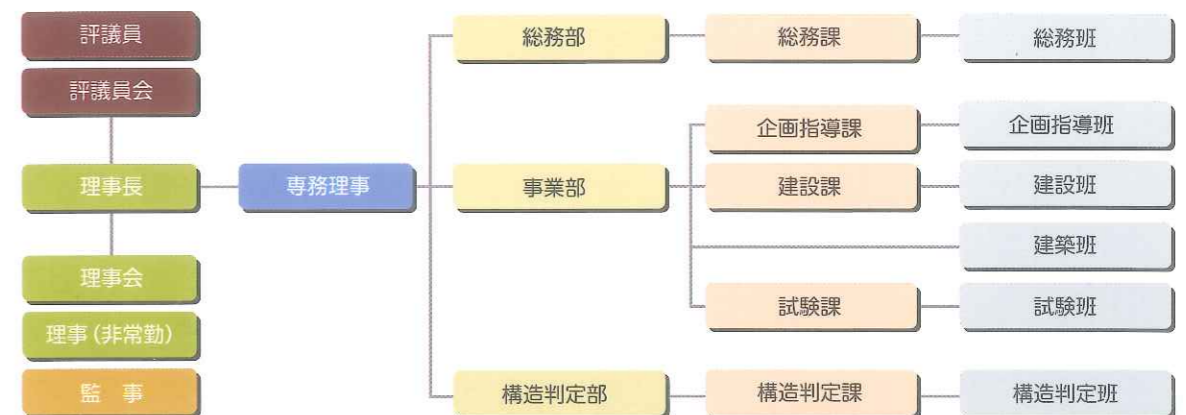 評議員
評議員会
理事長
理事会
理事(非常勤)
監 事
専務理事
総務部
総務課
総務班
事業部
企画指導課
企画指導班
建設課
建設班
建築班
試験課
試験班
構造判定部
構造判定課
構造判定班